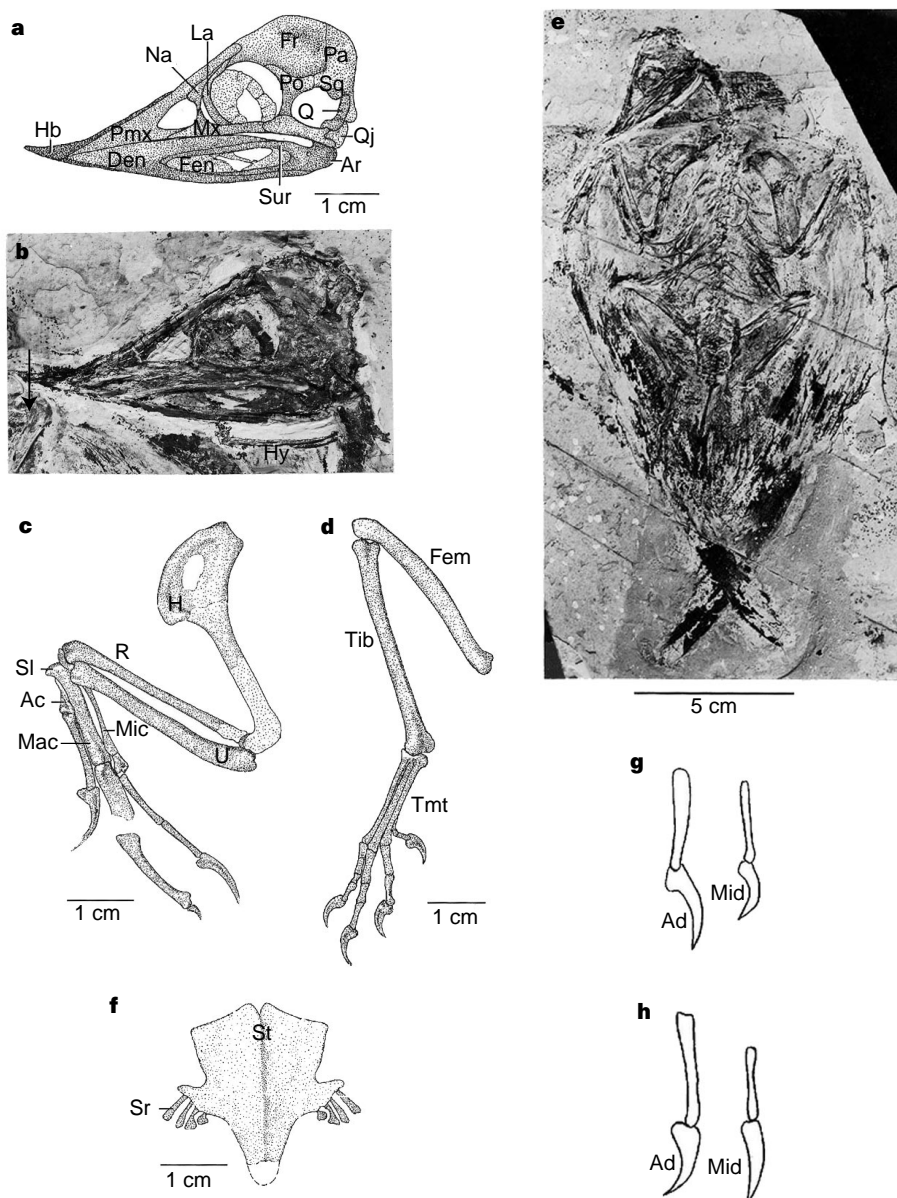 a
La
Fr
Pa
Na
Po
Sq
Q
Hb
Pmx
Mx
Qj
Den
Fen
Ar
Sur
1 cm
b
Hy
c
H
R
Sl
Ac
Mic
Mac
U
1 cm
d
Fem
Tib
Tmt
1 cm
e
5 cm
f
St
Sr
1 cm
g
Ad
Mid
h
Ad
Mid